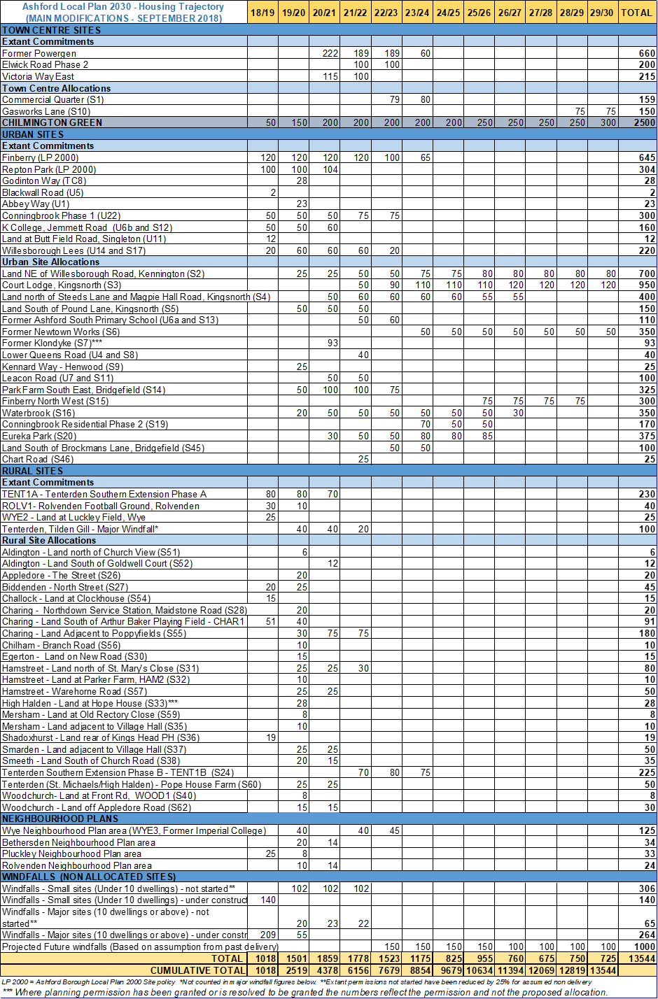 Ashford Local Plan 2030 - Housing Trajectory
(MAIN MODIFICATIONS - SEPTEMBER 2018) 18/19 19/20 20/21 21/22 22/23 23/24 24/25 25/26 26/27 27/28 28/29 29/30 TOTAL
TOWN CENTRE SITES
Extant Commitments
Former Powergen 222 189 189 60 660
Elwick Road Phase 2 100 100 200
Victoria Way East 115 100 215
Town Centre Allocations
Commercial Quarter (S1) 79 80 159
Gasworks Lane (S10) 75 75 150
CHILMINGTON GREEN 50 150 200 200 200 200 200 250 250 250 250 300 2500
URBAN SITES
Extant Commitments
Finberry (LP 2000) 120 120 120 120 100 65 645
Repton Park (LP 2000) 100 100 104 304
Godinton Way (TC8) 28 28
Blackwall Road (U5) 2 2
Abbey Way (U1) 23 23
Conningbrook Phase 1 (U22) 50 50 50 75 75 300
K College, Jemmett Road (U6b and S12) 50 50 60 160
Land at Butt Field Road, Singleton (U11) 12 12
Willesborough Lees (U14 and S17) 20 60 60 60 20 220
Urban Site Allocations
Land NE of Willesborough Road, Kennington (S2) 25 25 50 50 75 75 80 80 80 80 80 700
Court Lodge, Kingsnorth (S3) 50 90 110 110 110 120 120 120 120 950
Land north of Steeds Lane and Magpie Hall Road, Kingsnorth (S4) 50 60 60 60 60 55 55 400
Land South of Pound Lane, Kingsnorth (S5) 50 50 50 150
Former Ashford South Primary School (U6a and S13) 50 60 110
Former Newtown Works (S6) 50 50 50 50 50 50 50 350
Former Klondyke (S7)*** 93 93
Lower Queens Road (U4 and S8) 40 40
Kennard Way - Henwood (S9) 25 25
Leacon Road (U7 and S11) 50 50 100
Park Farm South East, Bridgefield (S14) 50 100 100 75 325
Finberry North West (S15) 75 75 75 75 300
Waterbrook (S16) 20 50 50 50 50 50 50 30 350
Conningbrook Residential Phase 2 (S19) 70 50 50 170
Eureka Park (S20) 30 50 50 80 80 85 375
Land South of Brockmans Lane, Bridgefield (S45) 50 50 100
Chart Road (S46) 25 25
RURAL SITES
Extant Commitments
TENT1A - Tenterden Southern Extension Phase A 80 80 70 230
ROLV1- Rolvenden Football Ground, Rolvenden 30 10 40
WYE2 - Land at Luckley Field, Wye 25 25
Tenterden, Tilden Gill - Major Windfall* 40 40 20 100
Rural Site Allocations
Aldington - Land north of Church View (S51) 6 6
Aldington - Land South of Goldwell Court (S52) 12 12
Appledore - The Street (S26) 20 20
Biddenden - North Street (S27) 20 25 45
Challock - Land at Clockhouse (S54) 15 15
Charing - Northdown Service Station, Maidstone Road (S28) 20 20
Charing - Land South of Arthur Baker Playing Field - CHAR1 51 40 91
Charing - Land Adjacent to Poppyfields (S55) 30 75 75 180
Chilham - Branch Road (S56) 10 10
Egerton - Land on New Road (S30) 15 15
Hamstreet - Land north of St. Mary's Close (S31) 25 25 30 80
Hamstreet - Land at Parker Farm, HAM2 (S32) 10 10
Hamstreet - Warehorne Road (S57) 25 25 50
High Halden - Land at Hope House (S33)*** 28 28
Mersham - Land at Old Rectory Close (S59) 8 8
Mersham - Land adjacent to Village Hall (S35) 10 10
Shadoxhurst - Land rear of Kings Head PH (S36) 19 19
Smarden - Land adjacent to Village Hall (S37) 25 25 50
Smeeth - Land South of Church Road (S38) 20 15 35
Tenterden Southern Extension Phase B - TENT1B (S24) 70 80 75 225
Tenterden (St. Michaels/High Halden) - Pope House Farm (S60) 25 25 50
Woodchurch- Land at Front Rd, WOOD1 (S40) 8 8
Woodchurch - Land off Appledore Road (S62) 15 15 30
NEIGHBOURHOOD PLANS
Wye Neighbourhood Plan area (WYE3, Former Imperial College) 40 40 45 125
Bethersden Neighbourhood Plan area 20 14 34
Pluckley Neighbourhood Plan area 25 8 33
Rolvenden Neighbourhood Plan area 10 14 24
WINDFALLS (NON ALLOCATED SITES)
Windfalls - Small sites (Under 10 dwellings) - not started** 102 102 102 306
Windfalls - Small sites (Under 10 dwellings) - under construct 140 140
Windfalls - Major sites (10 dwellings or above) - not
started** 20 23 22 65
Windfalls - Major sites (10 dwellings or above) - under constr 209 55 264
Projected Future windfalls (Based on assumption from past delivery) 150 150 150 150 100 100 100 100 1000
TOTAL 1018 1501 1859 1778 1523 1175 825 955 760 675 750 725 13544
CUMULATIVE TOTAL 1018 2519 4378 6156 7679 8854 9679 10634 11394 12069 12819 13544
LP 2000 = Ashford Borough Local Plan 2000 Site policy *Not counted in major windfall figures below. **Extant permissions not started have been reduced by 25% for assumed non delivery
*** Where planning permission has been granted or is resolved to be granted the numbers reflect the permission and not the proposed allocation.